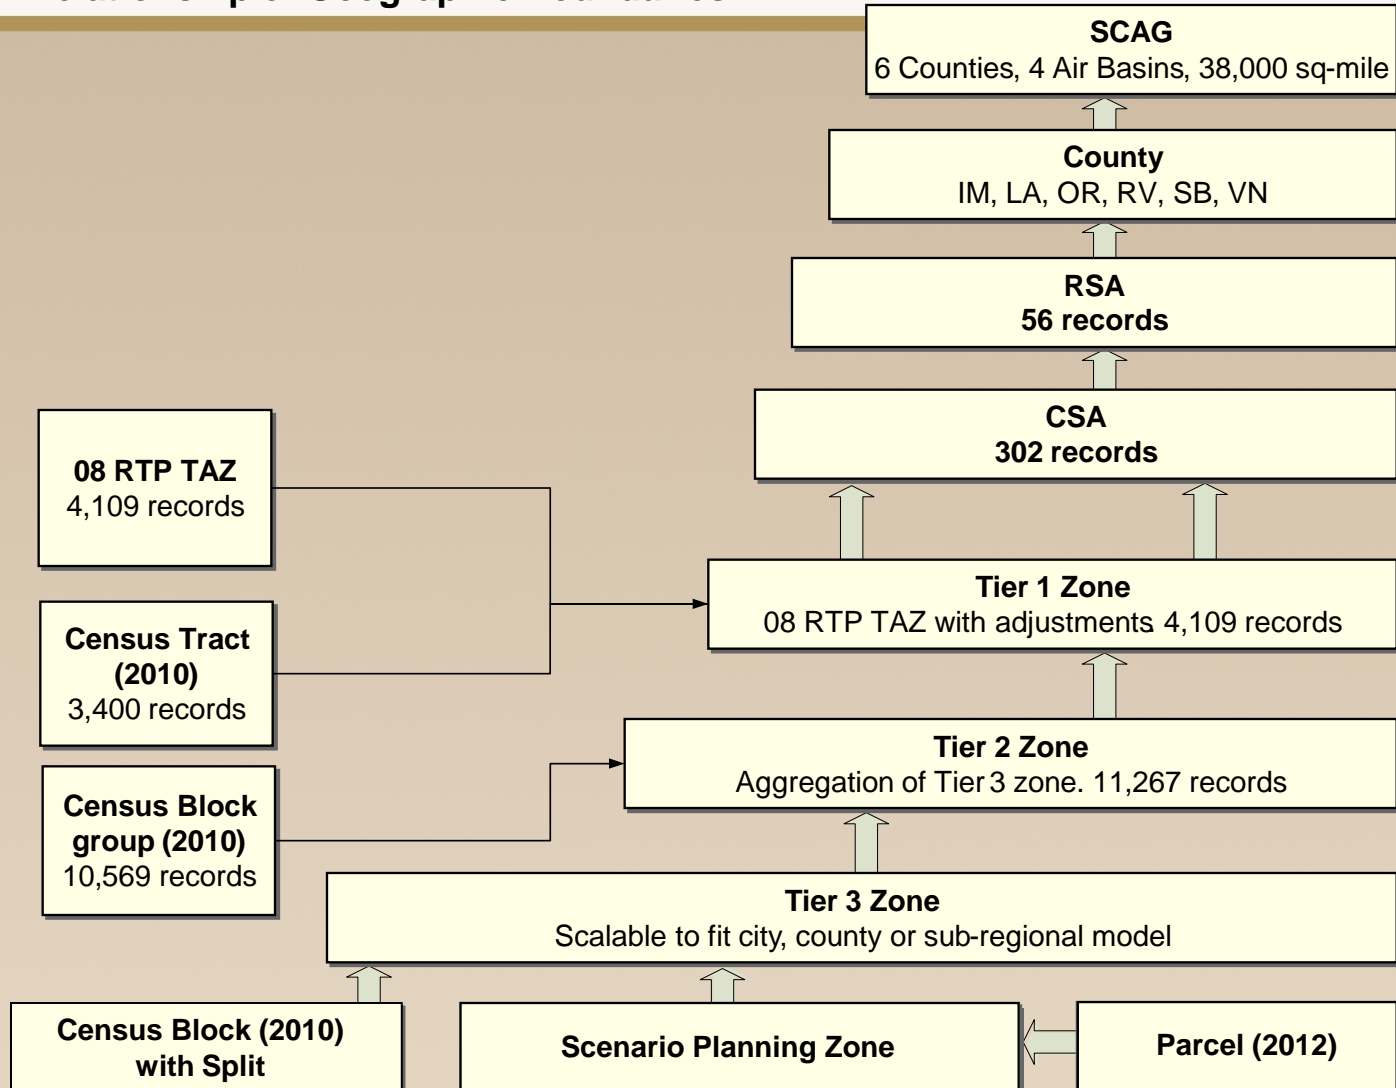 SCAG
6 Counties, 4 Air Basins, 38,000 sq-mile
County
IM, LA, OR, RV, SB, VN
RSA
56 records
CSA
302 records
08 RTP TAZ
4,109 records
Tier 1 Zone
08 RTP TAZ with adjustments. 4,109 records
Census Tract
(2010)
3,400 records
Tier 2 Zone
Aggregation of Tier 3 zone. 11,267 records
Census Block
group (2010)
10,569 records
Tier 3 Zone
Scalable to fit city, county or sub-regional model
Census Block (2010)
with Split
Scenario Planning Zone
Parcel (2012)